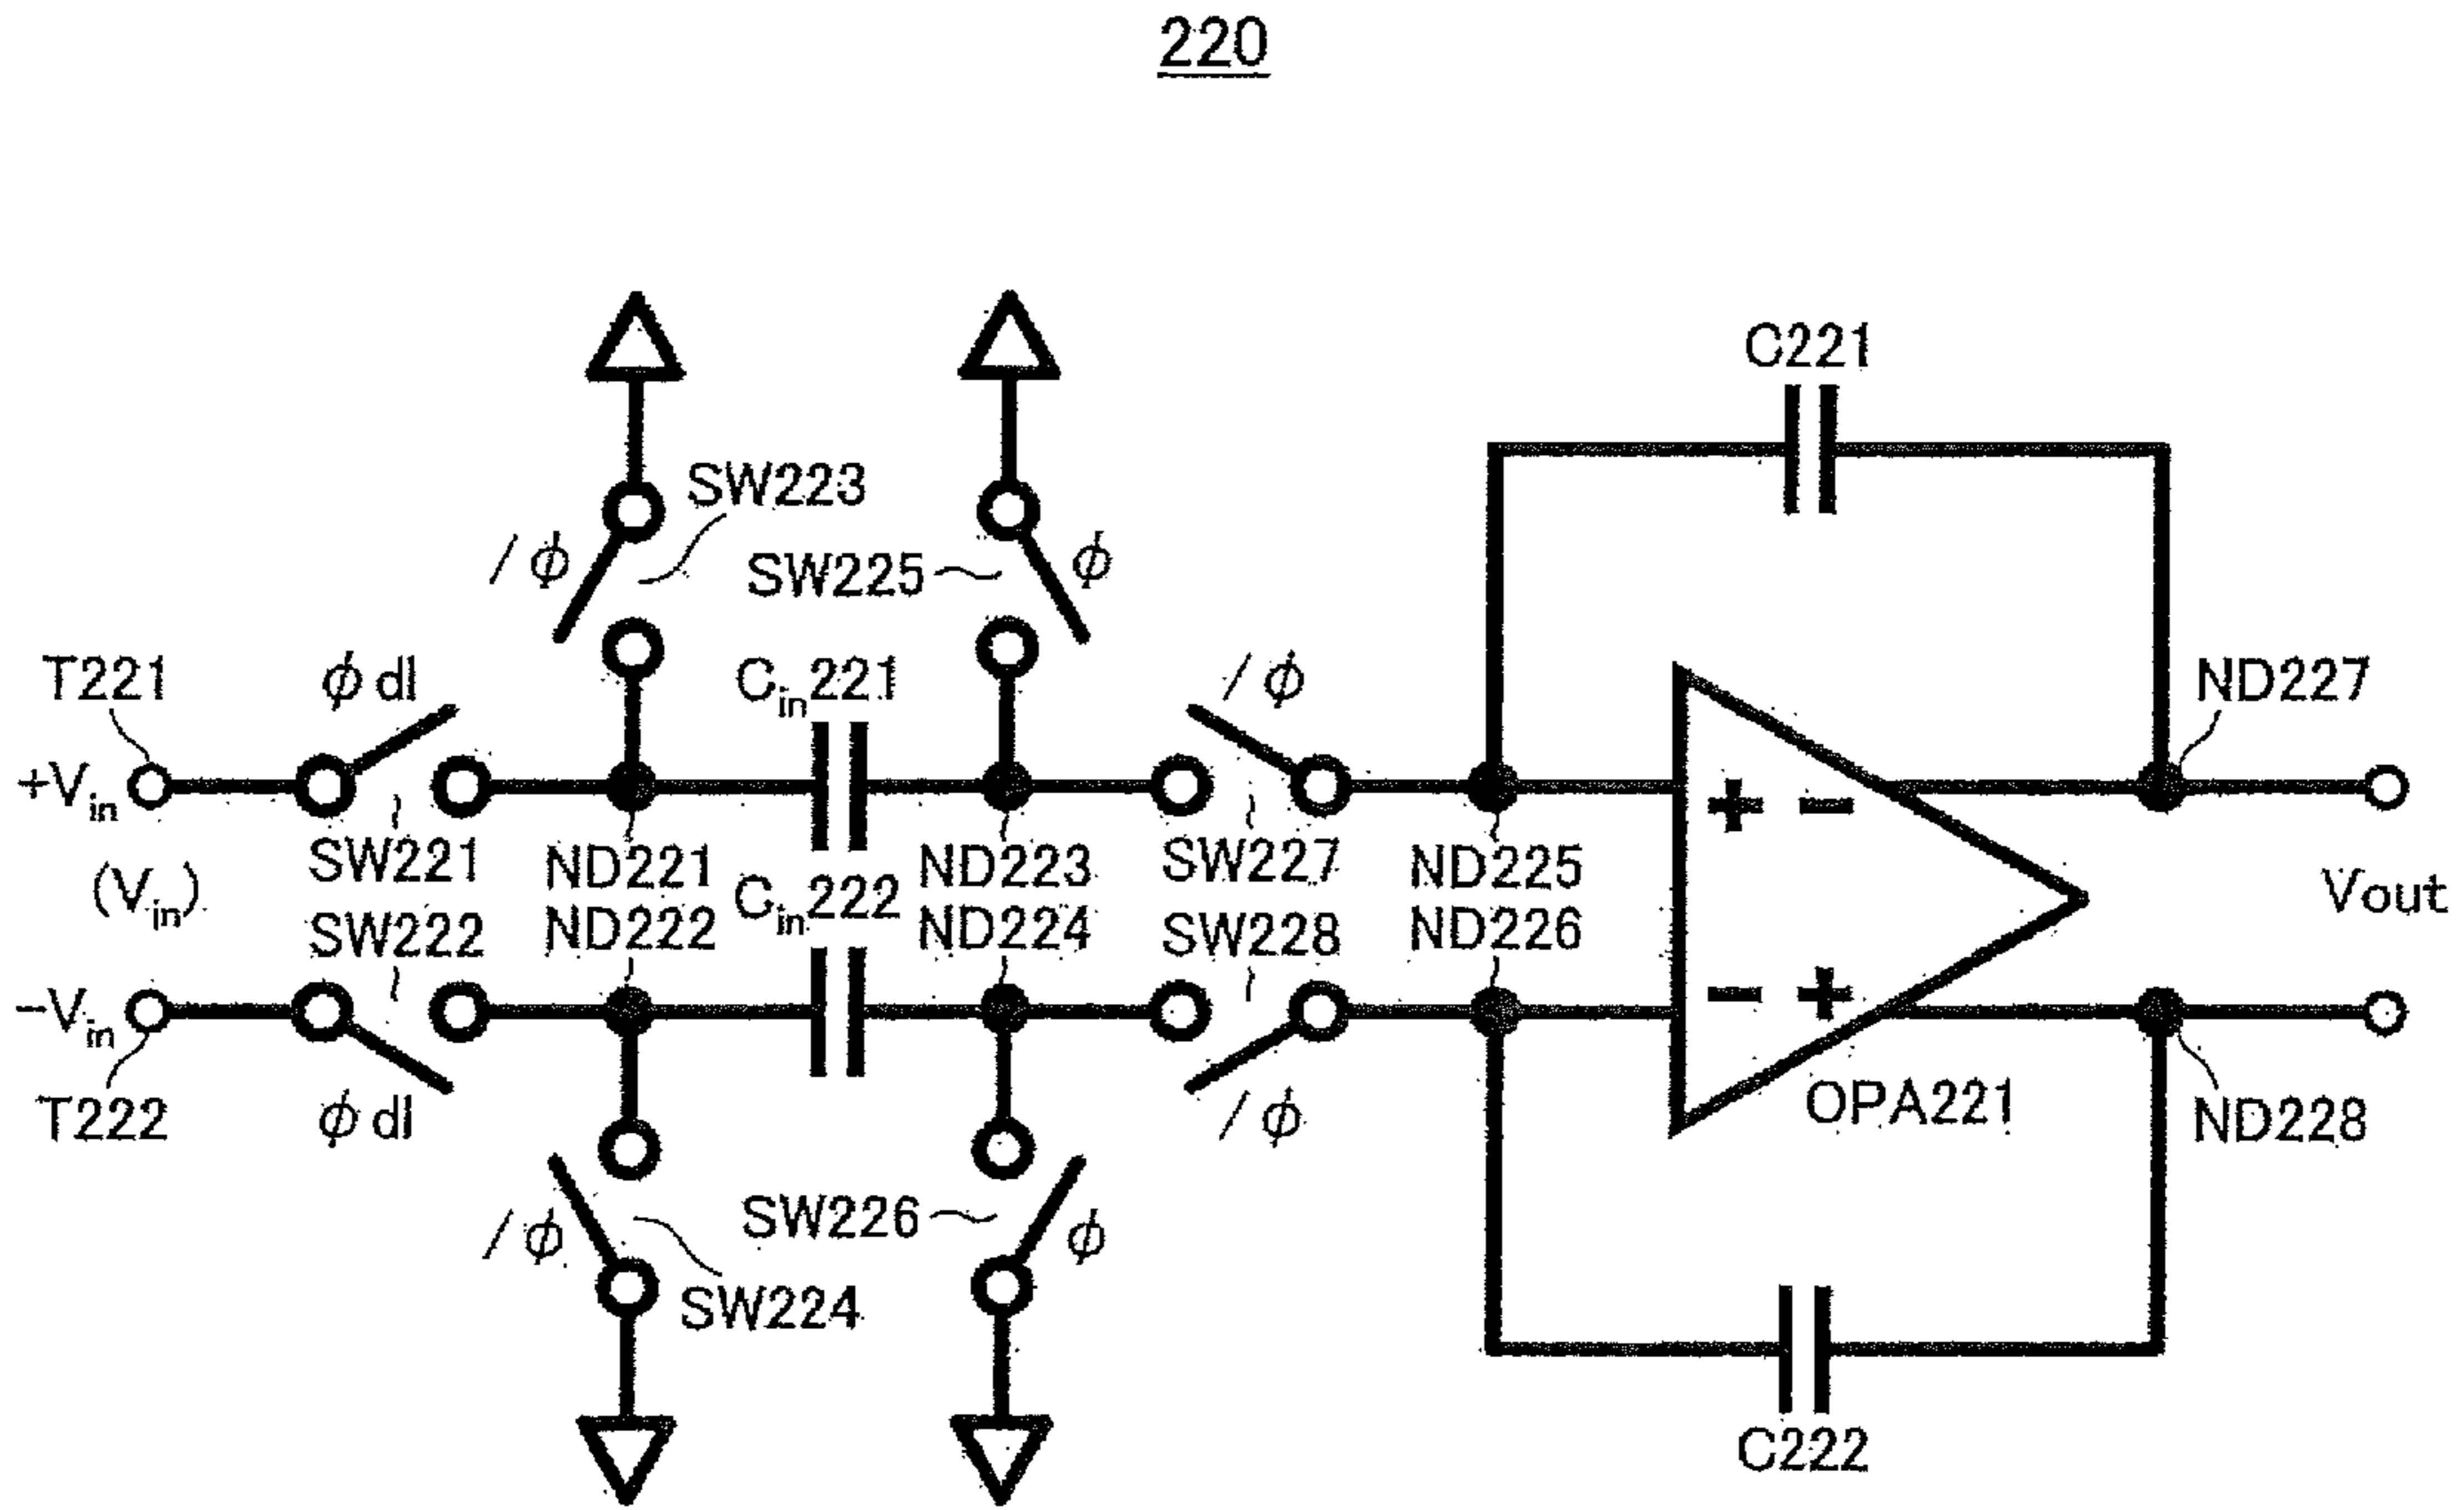 220
C221
SW223
/ϕ
SW225
ϕ
T221
ϕdl
Cin221
/ϕ
ND227
+Vin
+ −
SW221
ND221
ND223
SW227
ND225
(Vin)
Cin222
Vout
SW222
ND222
ND224
SW228
ND226
−Vin
− +
T222
ϕdl
/ϕ
OPA221
ND228
/ϕ
SW226
ϕ
SW224
C222